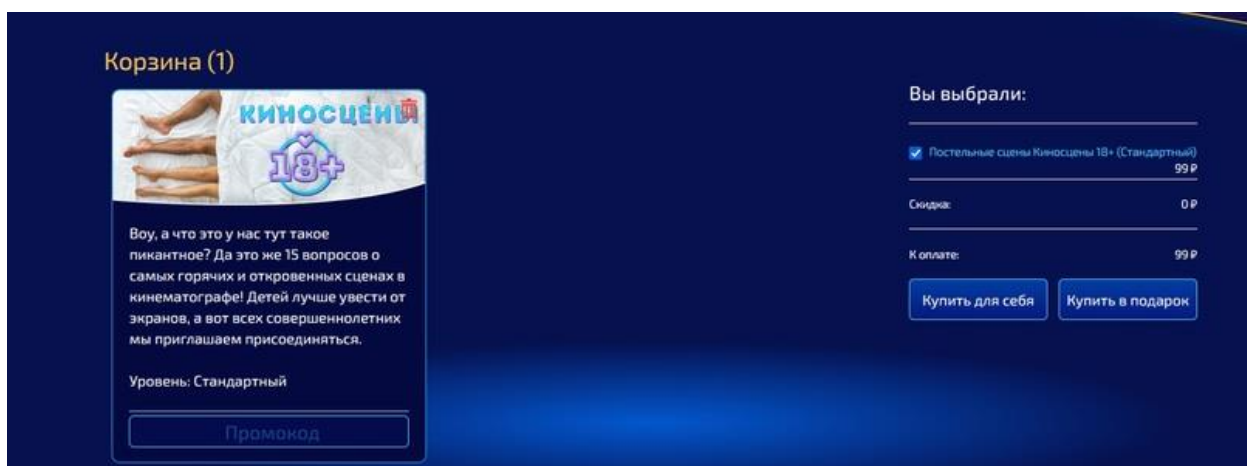 Корзина (1)
КИНОСЦЕНЫ
18+
Воу, а что это у нас тут такое
пикантное? Да это же 15 вопросов о
самых горячих и откровенных сценах в
кинематографе! Детей лучше увести от
экранов, а вот всех совершеннолетних
мы приглашаем присоединяться.
Уровень: Стандартный
Промокод
Вы выбрали:
Постельные сцены Киносцены 18+ (Стандартный)
99 ₽
Скидка: 0 ₽
К оплате: 99 ₽
Купить для себя Купить в подарок